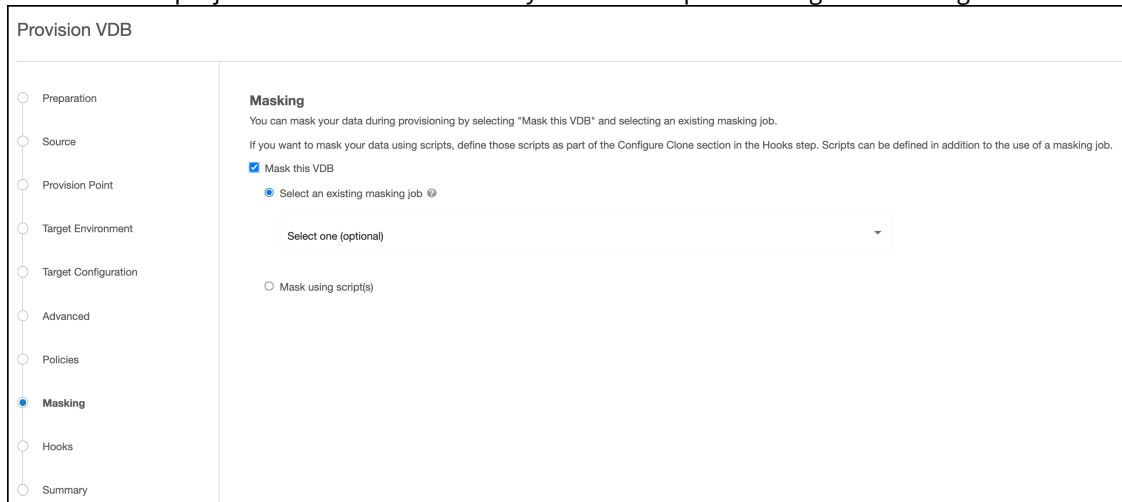 Provision VDB
Preparation
Source
Provision Point
Target Environment
Target Configuration
Advanced
Policies
Masking
Hooks
Summary
Masking
You can mask your data during provisioning by selecting "Mask this VDB" and selecting an existing masking job.
If you want to mask your data using scripts, define those scripts as part of the Configure Clone section in the Hooks step. Scripts can be defined in addition to the use of a masking job.
Mask this VDB
Select an existing masking job ?
Select one (optional)
Mask using script(s)